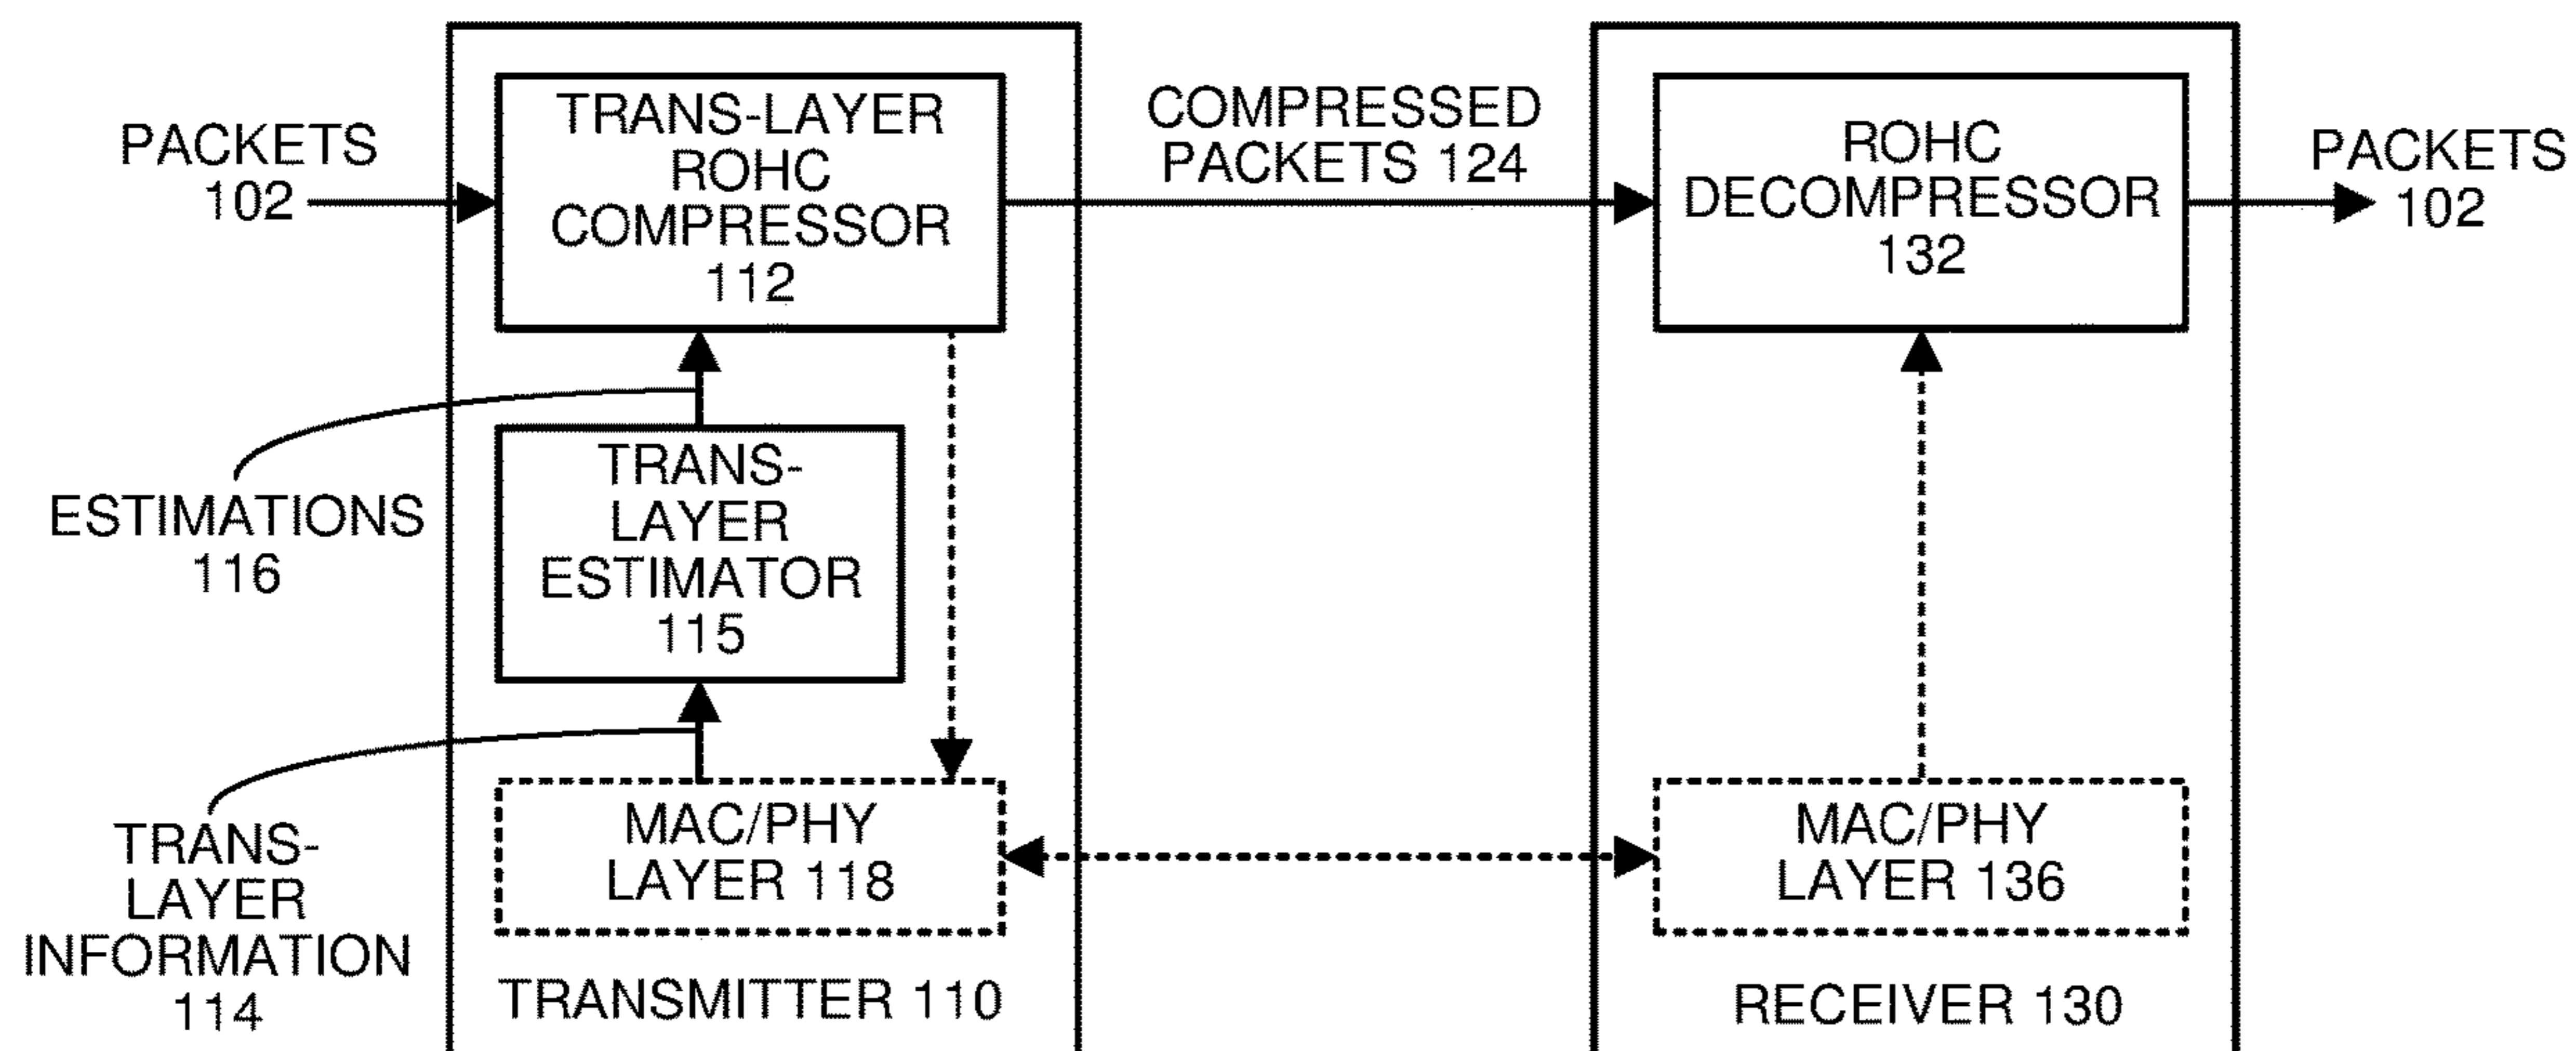 PACKETS
102
TRANS-LAYER
ROHC
COMPRESSOR
112
COMPRESSED
PACKETS 124
ROHC
DECOMPRESSOR
132
PACKETS
102
ESTIMATIONS
116
TRANS-
LAYER
ESTIMATOR
115
TRANS-
LAYER
INFORMATION
114
MAC/PHY
LAYER 118
TRANSMITTER 110
MAC/PHY
LAYER 136
RECEIVER 130